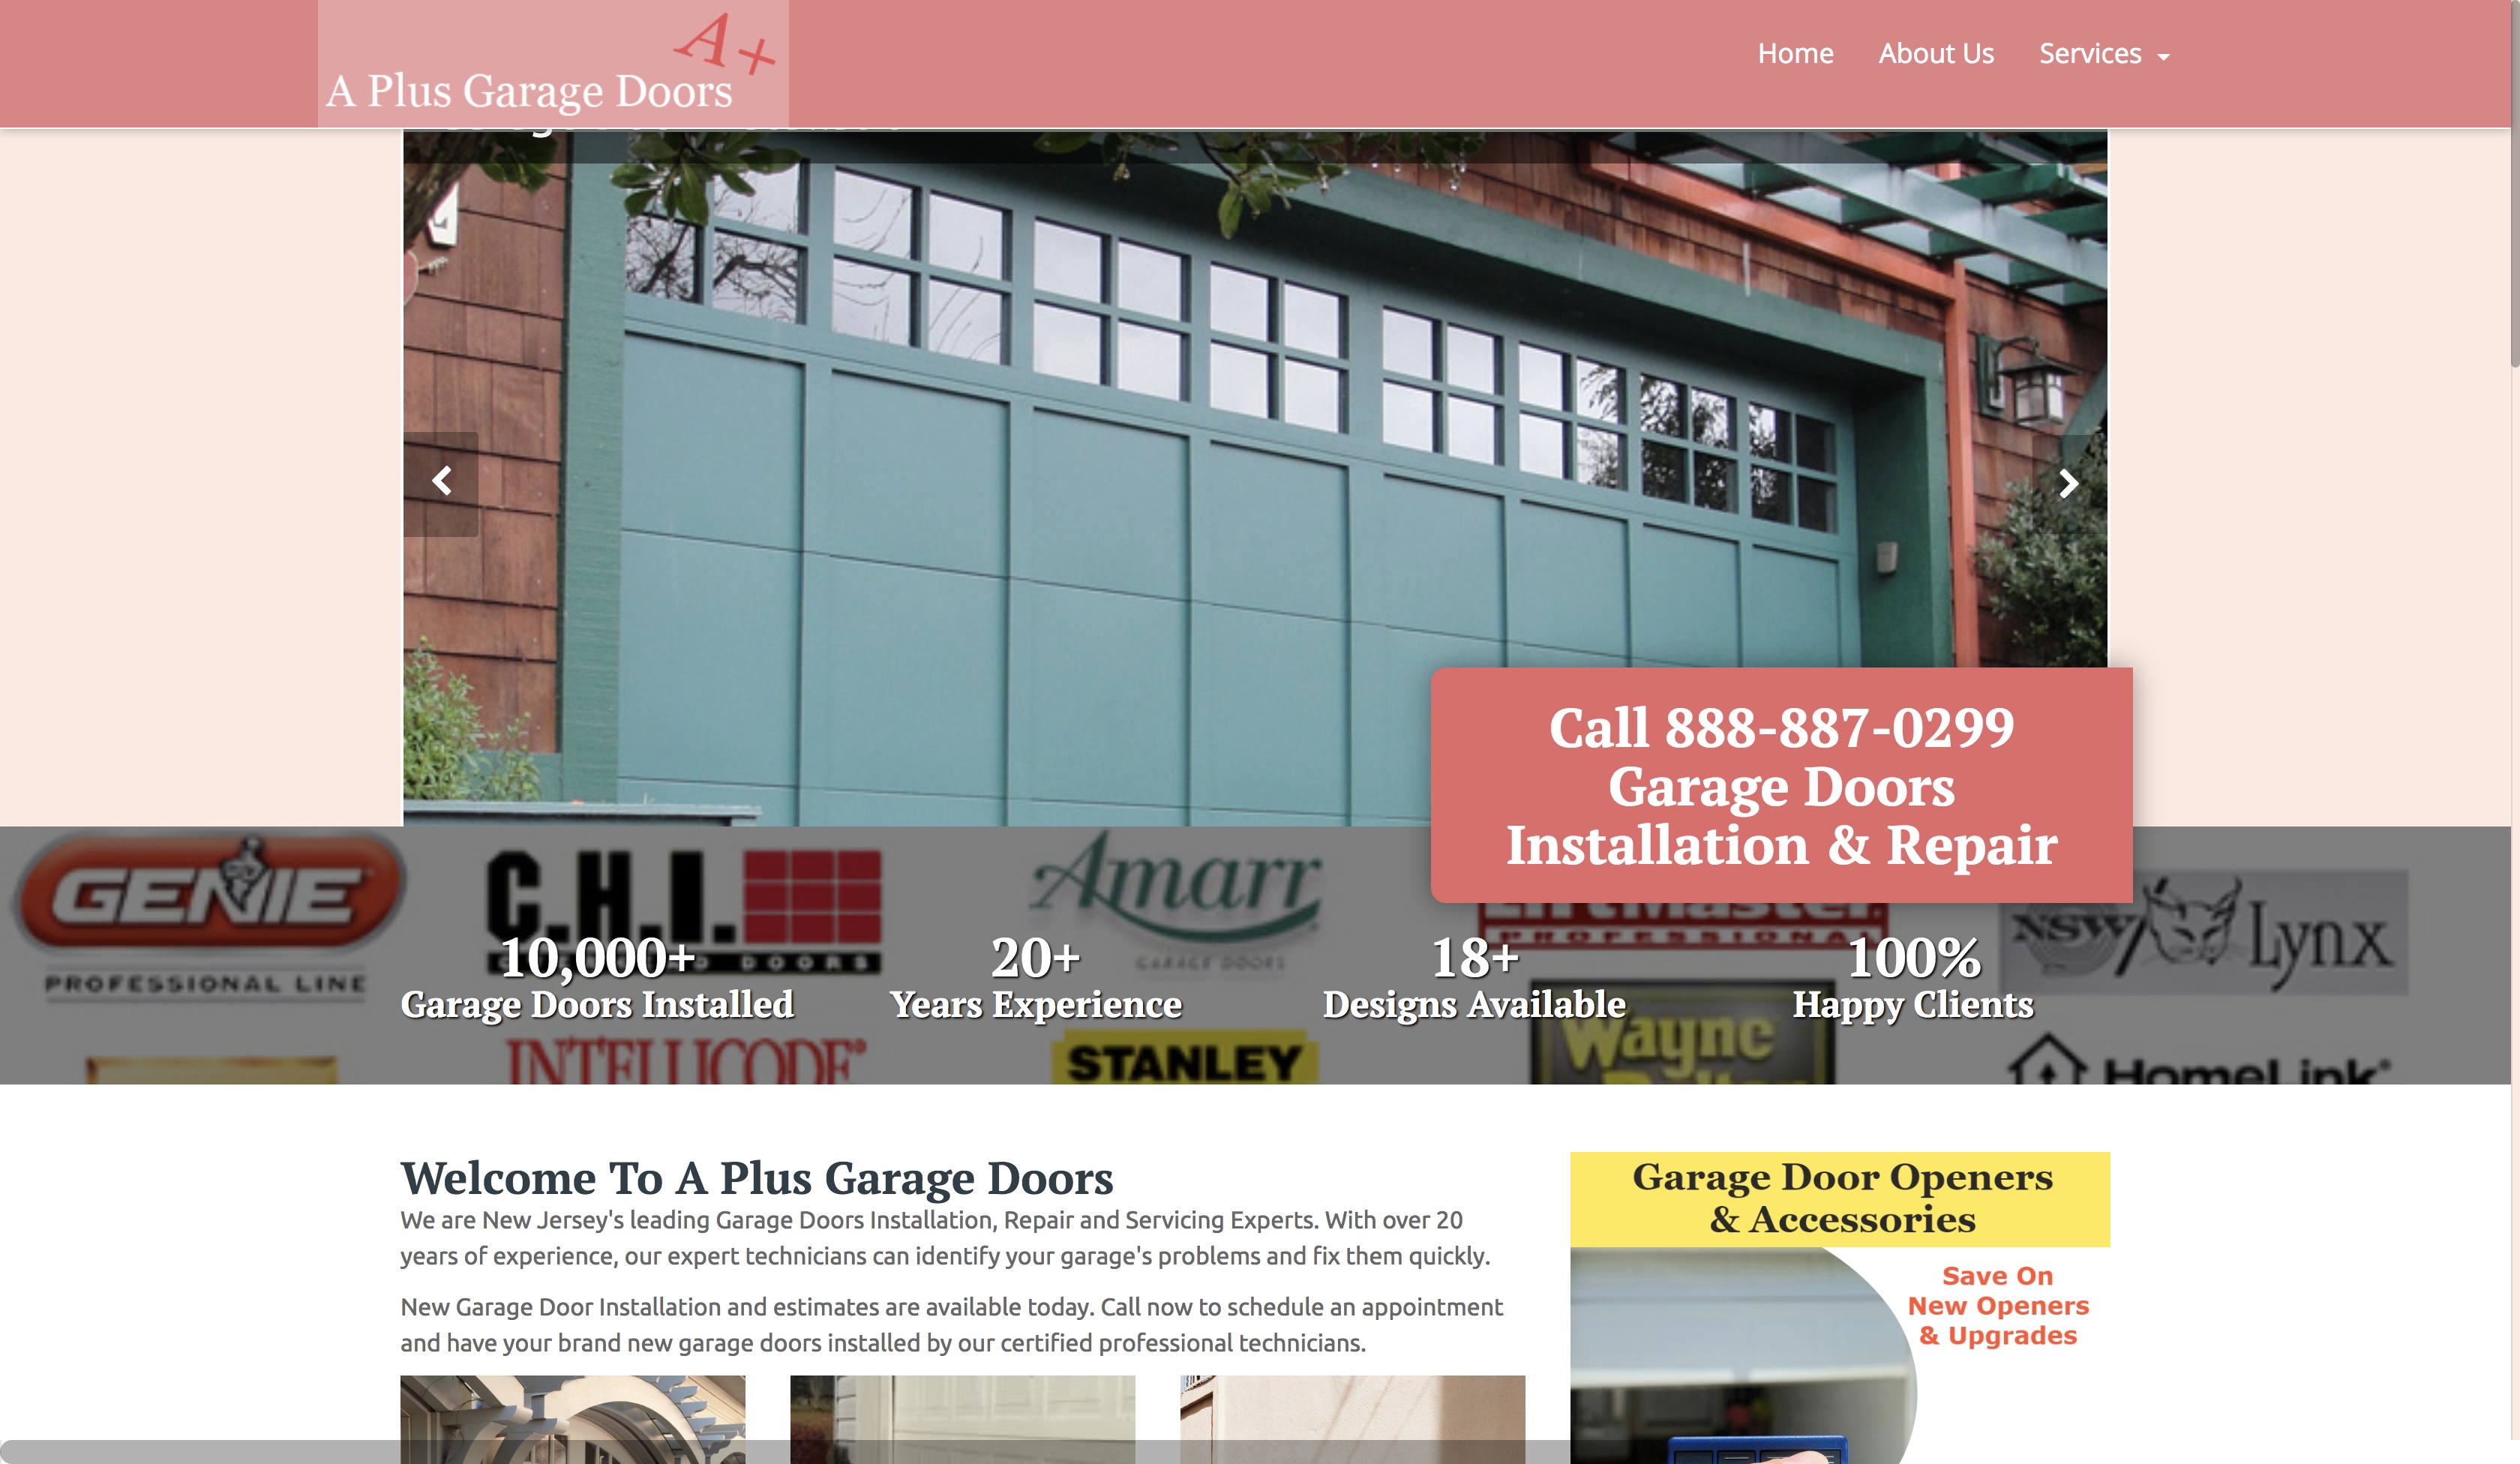 A+
A Plus Garage Doors
Home
About Us
Services
Call 888-887-0299
Garage Doors
Installation & Repair
GENIE
PROFESSIONAL LINE
C.H.I.
DOORS
Amarr
GARAGE DOORS
LiftMaster
PROFESSIONAL
NSW/ Lynx
10,000+
Garage Doors Installed
20+
Years Experience
18+
Designs Available
100%
Happy Clients
INTELLICODE®
STANLEY
Wayne
HomeLink®
Welcome To A Plus Garage Doors
We are New Jersey's leading Garage Doors Installation, Repair and Servicing Experts. With over 20
years of experience, our expert technicians can identify your garage's problems and fix them quickly.
New Garage Door Installation and estimates are available today. Call now to schedule an appointment
and have your brand new garage doors installed by our certified professional technicians.
Garage Door Openers
& Accessories
Save On
New Openers
& Upgrades